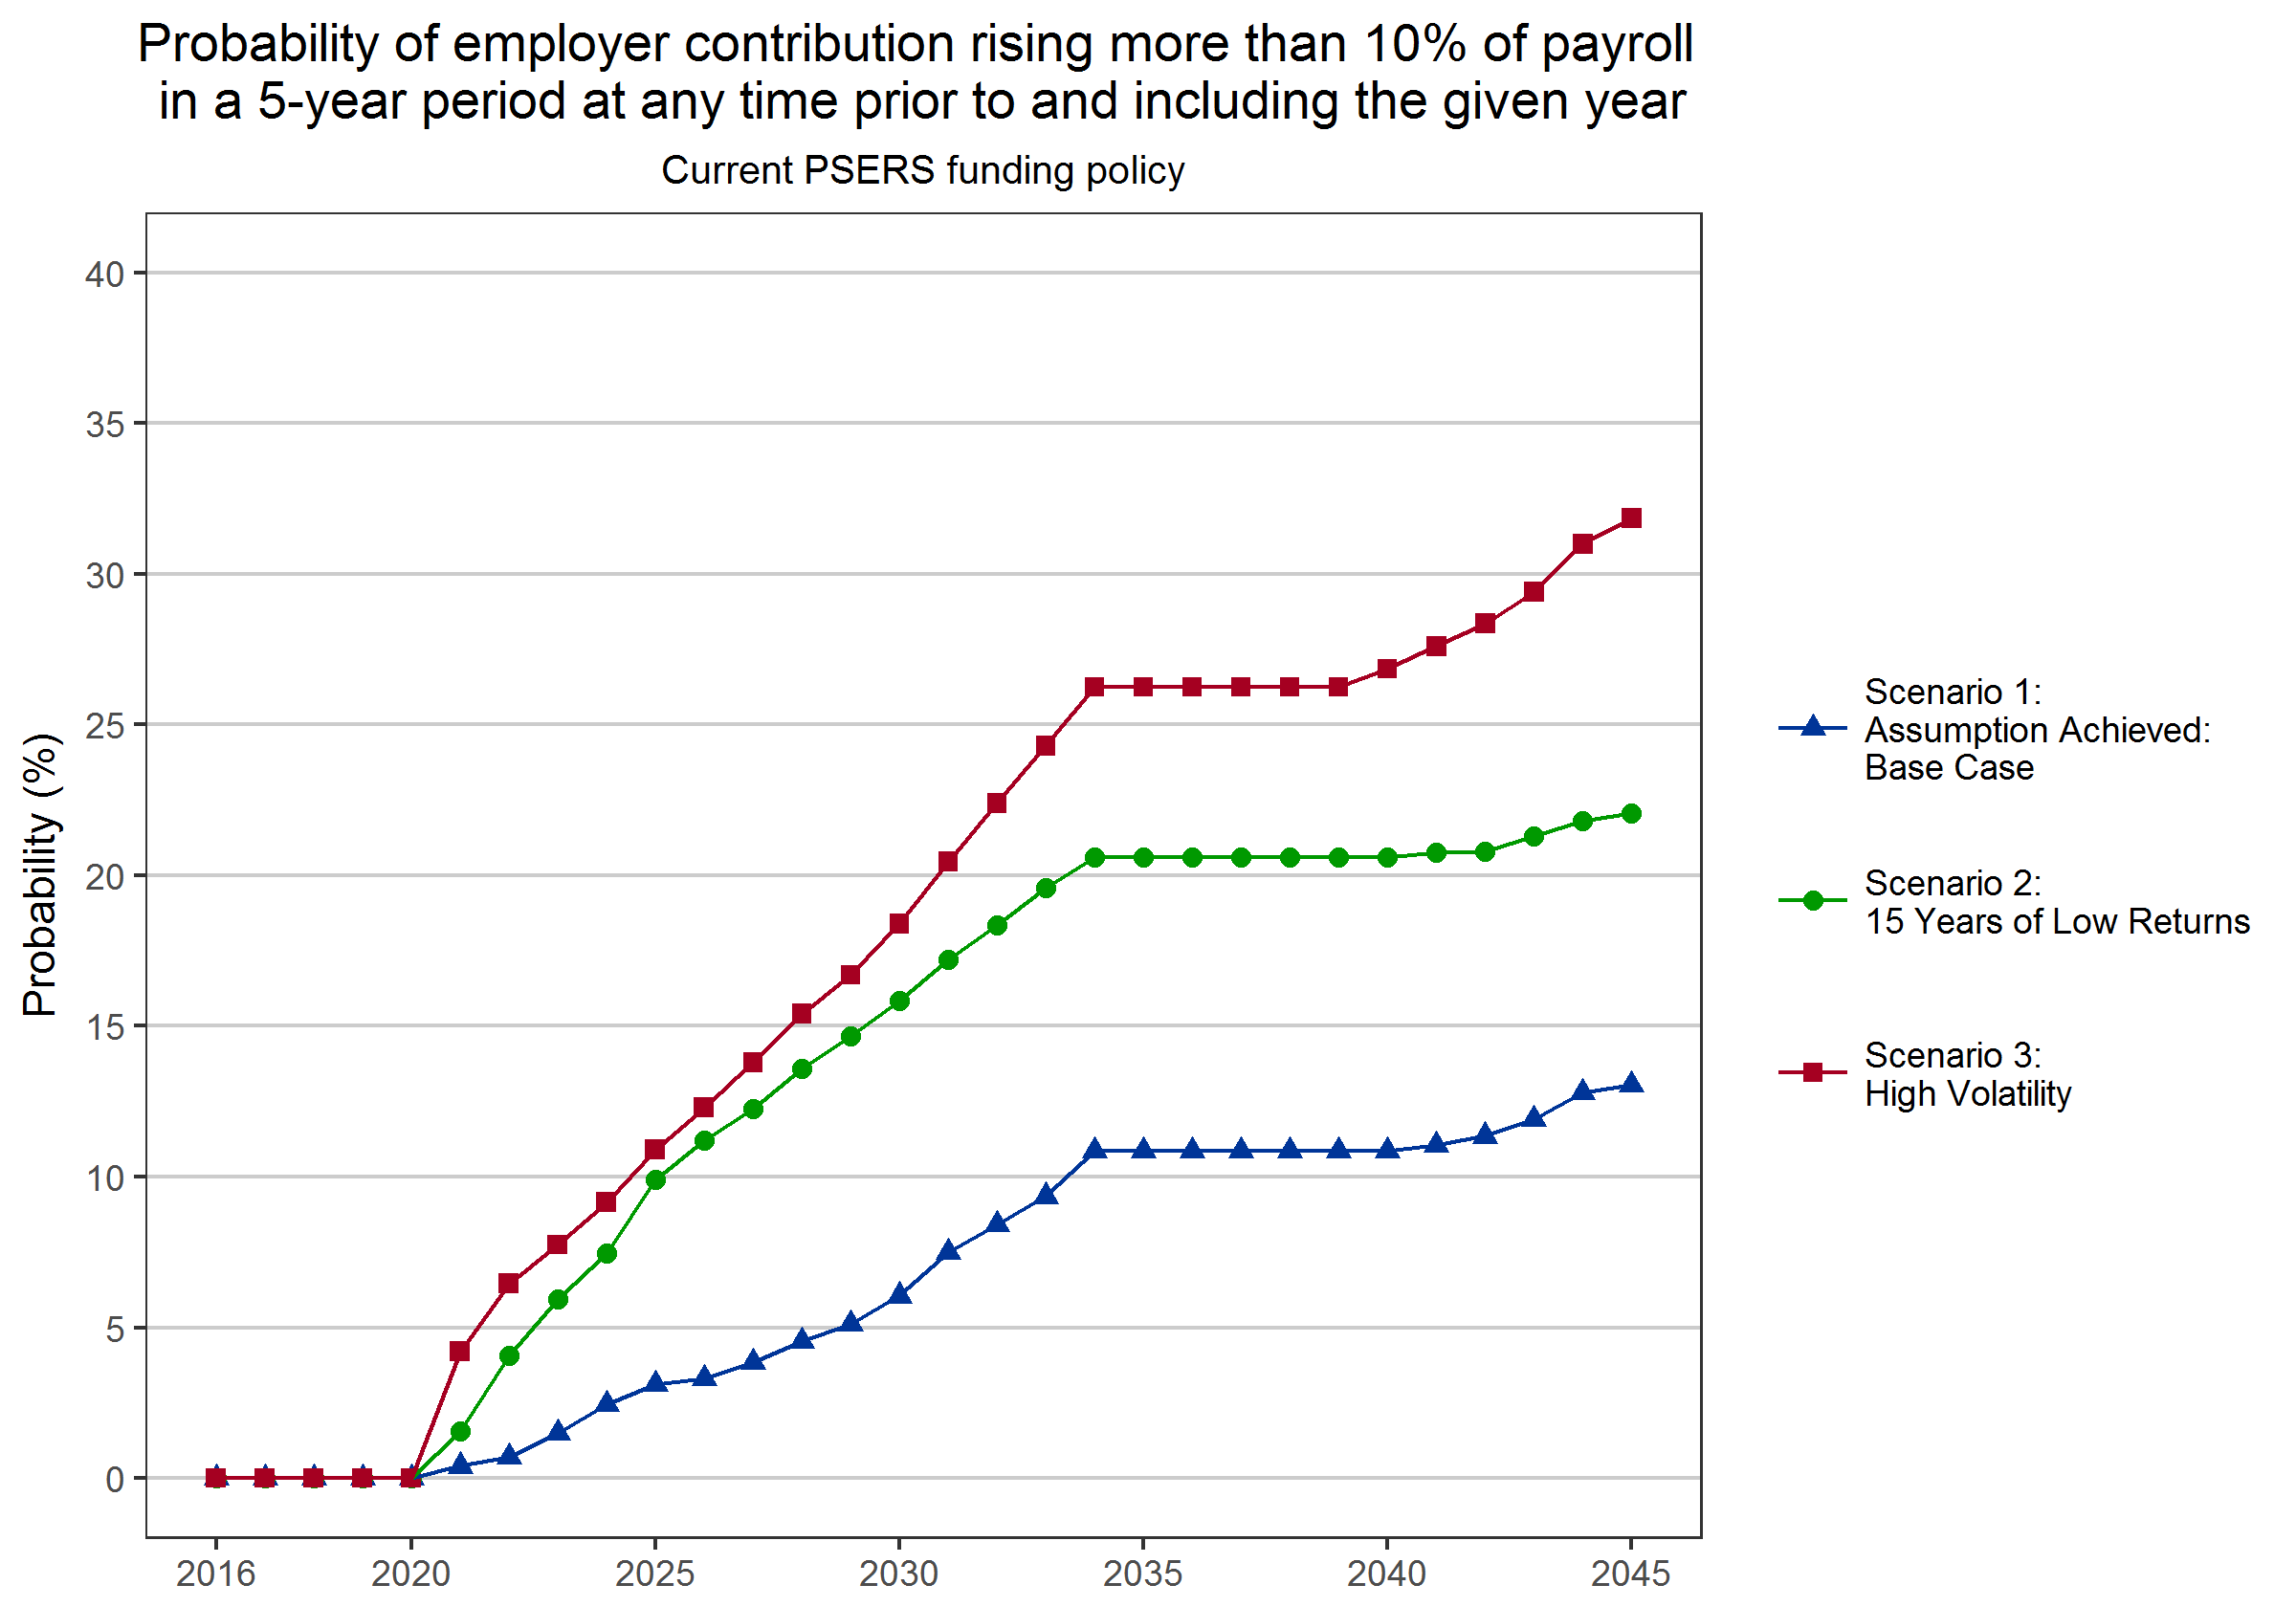 Probability of employer contribution rising more than 10% of payroll
in a 5-year period at any time prior to and including the given year
Current PSERS funding policy
Probability (%)
40
35
30
25
20
15
10
5
0
2016
2020
2025
2030
2035
2040
2045
Scenario 1:
Assumption Achieved:
Base Case
Scenario 2:
15 Years of Low Returns
Scenario 3:
High Volatility